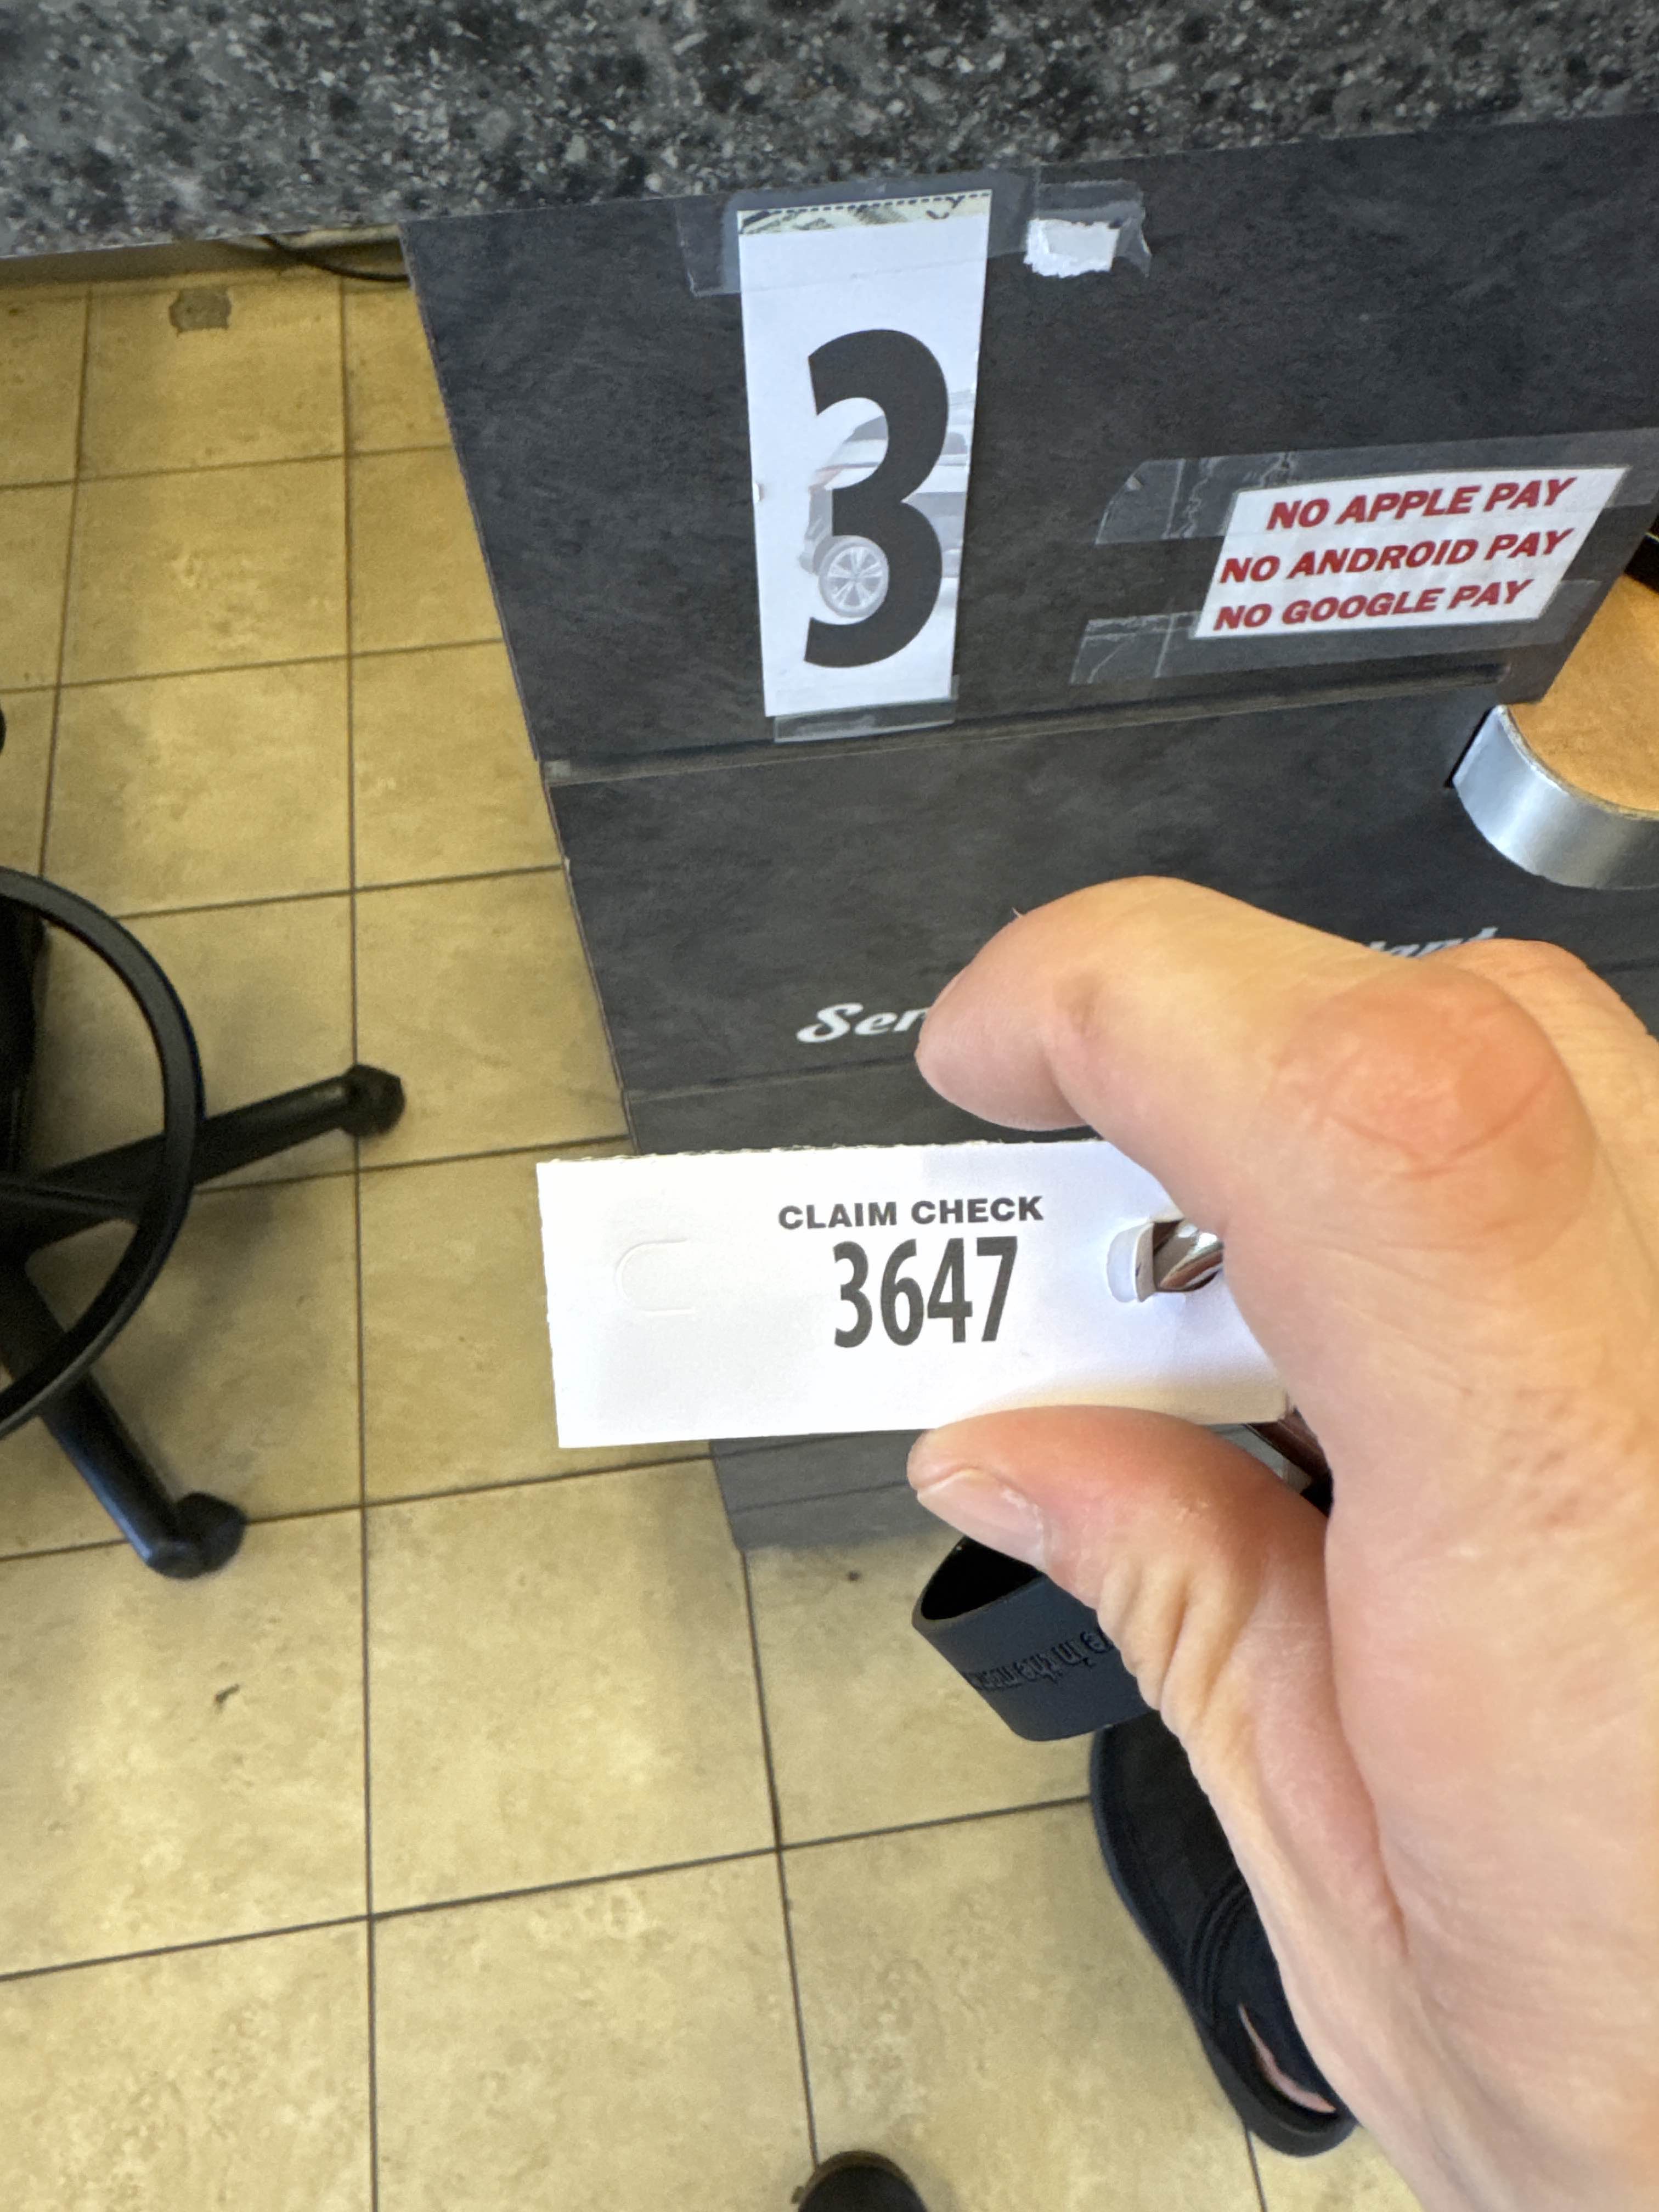 3
NO APPLE PAY
NO ANDROID PAY
NO GOOGLE PAY
CLAIM CHECK
3647